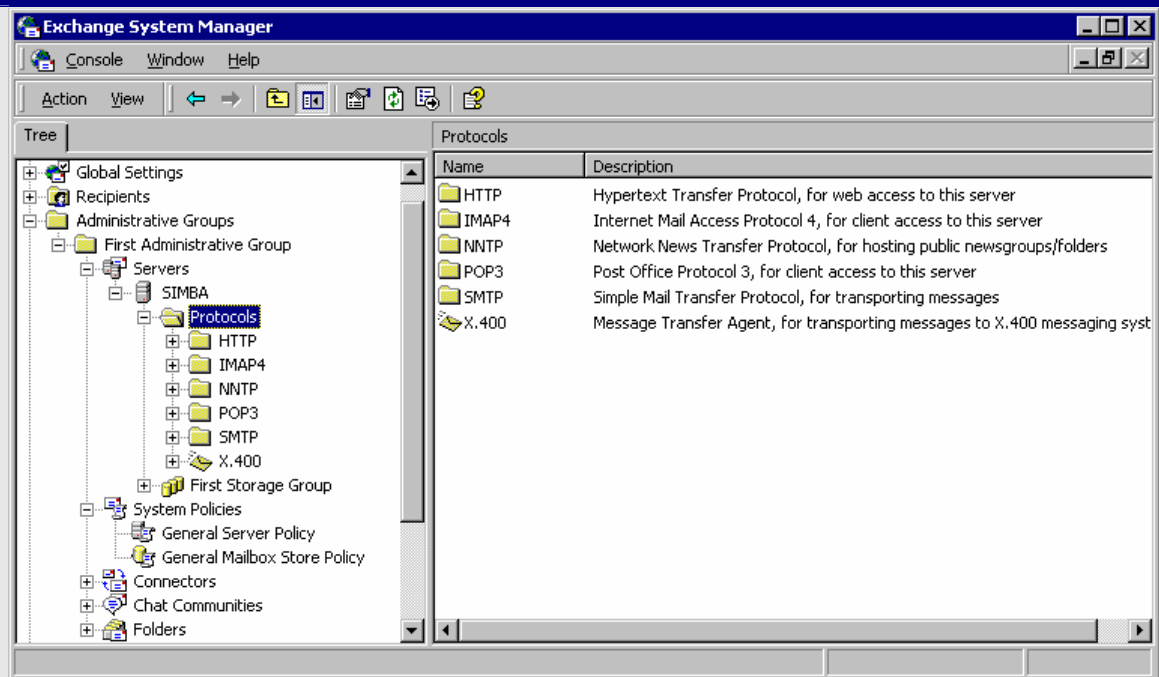 Exchange System Manager
Console Window Help
Action View
Tree
Protocols
Global Settings
Recipients
Administrative Groups
First Administrative Group
Servers
SIMBA
Protocols
HTTP
IMAP4
NNTP
POP3
SMTP
X.400
First Storage Group
System Policies
General Server Policy
General Mailbox Store Policy
Connectors
Chat Communities
Folders
Name Description
HTTP Hypertext Transfer Protocol, for web access to this server
IMAP4 Internet Mail Access Protocol 4, for client access to this server
NNTP Network News Transfer Protocol, for hosting public newsgroups/folders
POP3 Post Office Protocol 3, for client access to this server
SMTP Simple Mail Transfer Protocol, for transporting messages
X.400 Message Transfer Agent, for transporting messages to X.400 messaging syst